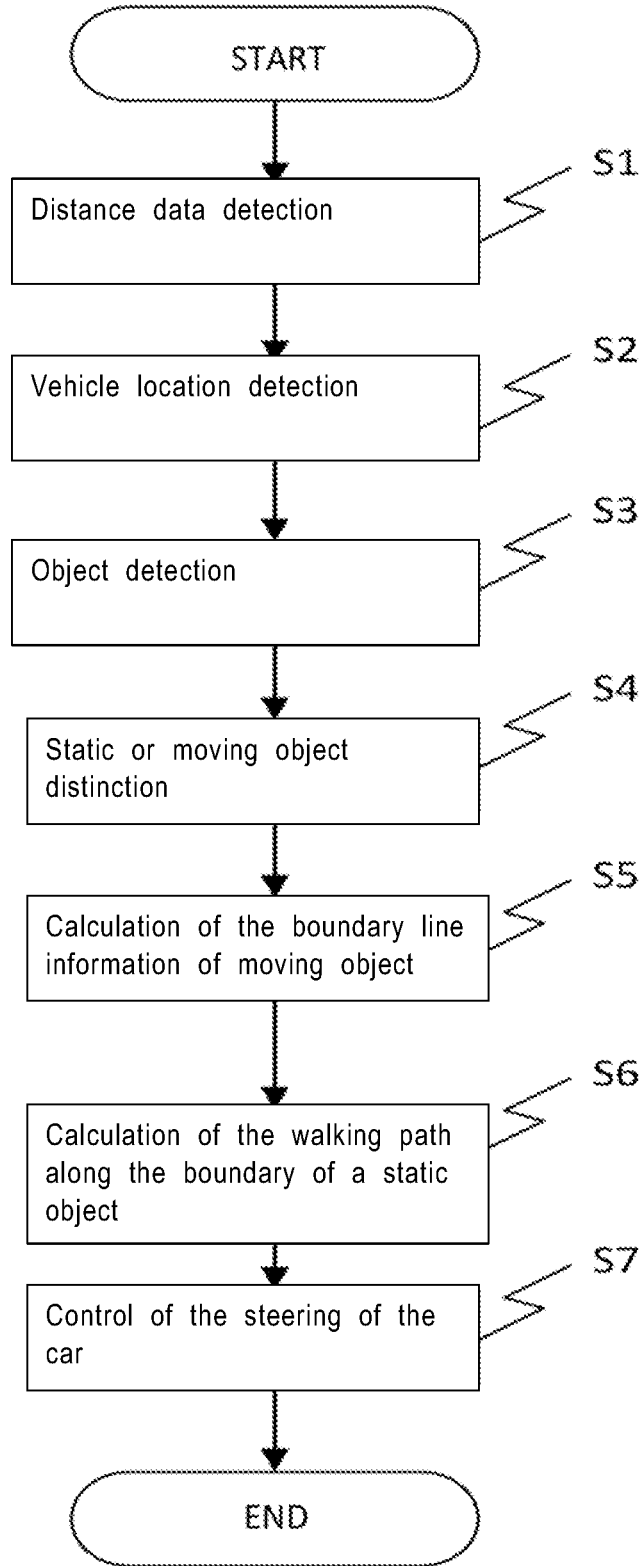 START
S1
Distance data detection
S2
Vehicle location detection
S3
Object detection
S4
Static or moving object
distinction
S5
Calculation of the boundary line
information of moving object
S6
Calculation of the walking path
along the boundary of a static
object
S7
Control of the steering of the
car
END